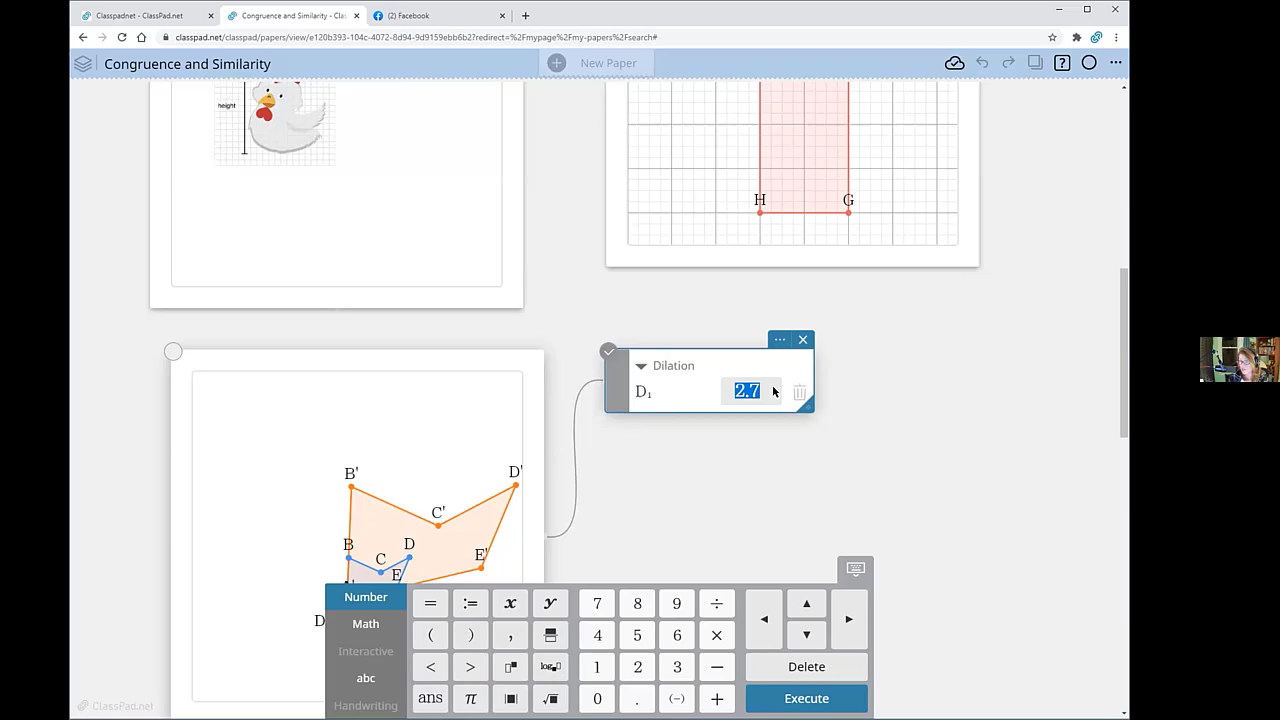 Classpadnet - ClassPad.net
Congruence and Similarity - Clas
(2) Facebook
classpad.net/classpad/papers/view/e120b393-104c-4072-8d94-9d9159ebb6b2?redirect=%2Fmypage%2Fmy-papers%2Fsearch#
Congruence and Similarity
New Paper
height
H G
Dilation
D₁ 2.7
B' D'
C'
B D E'
C
E
D
Number = := x y 7 8 9 ÷
Math ( ) , 4 5 6 ×
Interactive < > log 1 2 3 −
abc
ans π √ 0 . (−) +
Handwriting
Delete
Execute
ClassPad.net